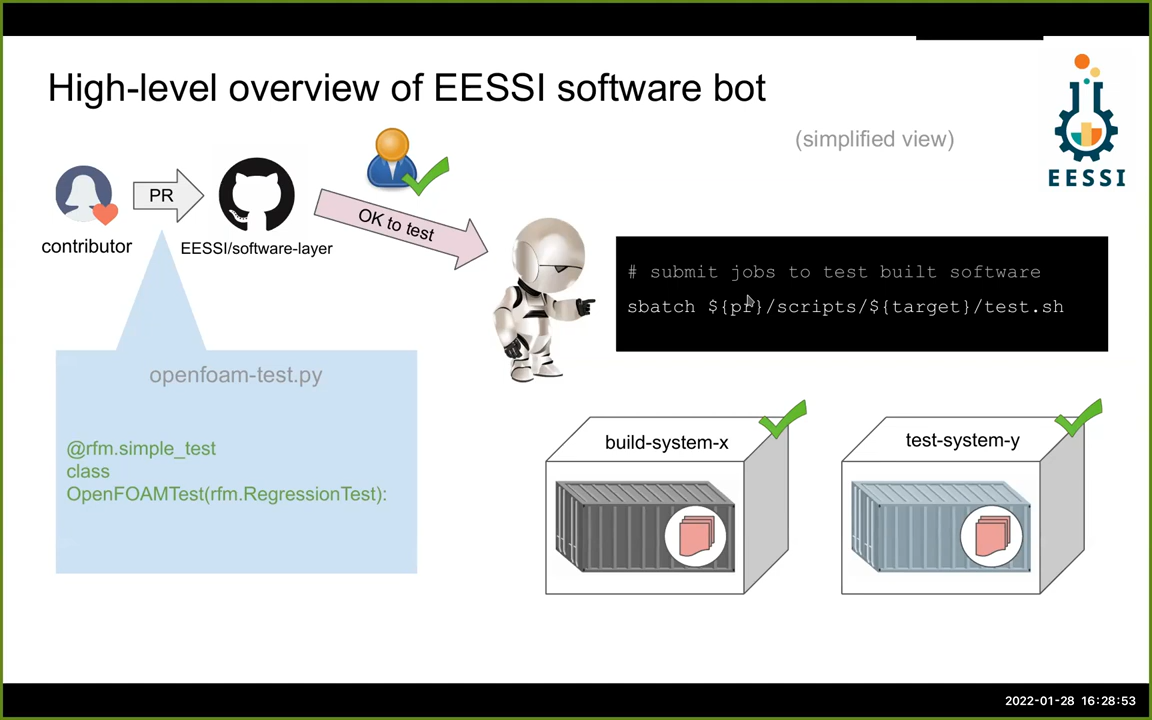 High-level overview of EESSI software bot
(simplified view)
EESSI
PR
OK to test
contributor
EESSI/software-layer
# submit jobs to test built software
sbatch ${pr}/scripts/${target}/test.sh
openfoam-test.py
@rfm.simple_test
class
OpenFOAMTest(rfm.RegressionTest):
build-system-x
test-system-y
2022-01-28 16:28:53